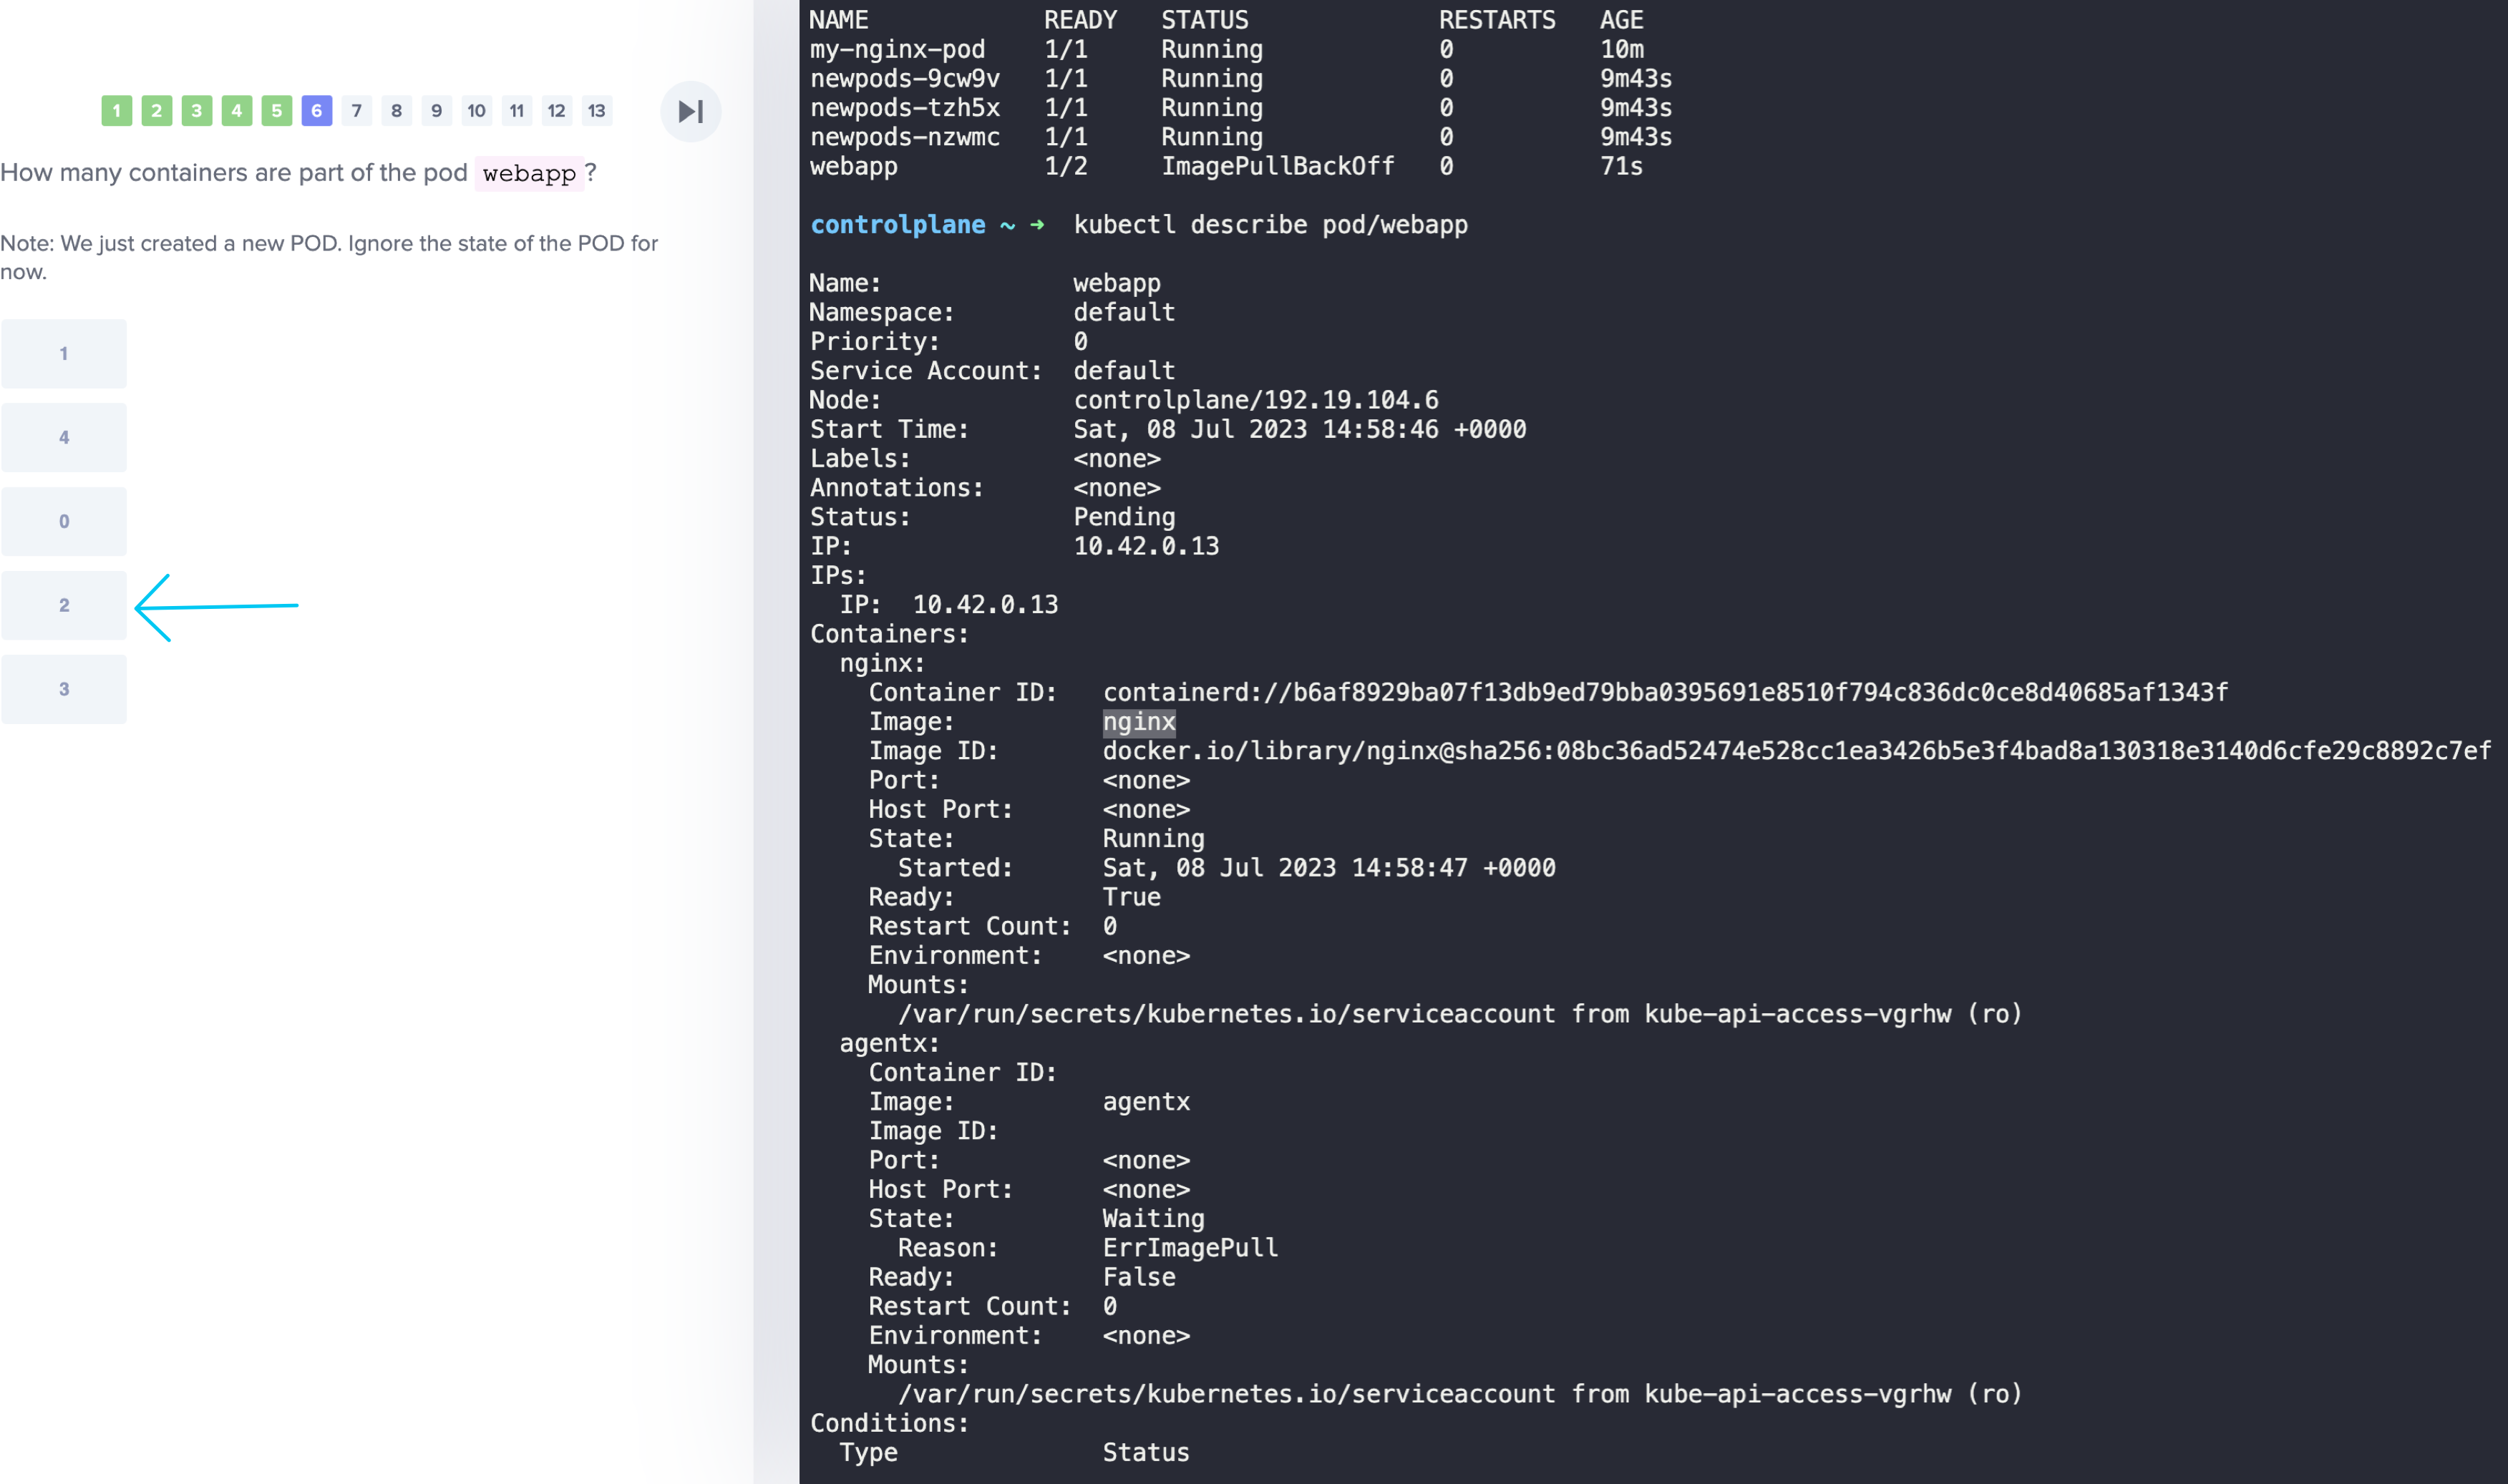 1 2 3 4 5 6 7 8 9 10 11 12 13
How many containers are part of the pod webapp ?
Note: We just created a new POD. Ignore the state of the POD for
now.
1
4
0
2
3
NAME READY STATUS RESTARTS AGE
my-nginx-pod 1/1 Running 0 10m
newpods-9cw9v 1/1 Running 0 9m43s
newpods-tzh5x 1/1 Running 0 9m43s
newpods-nzwmc 1/1 Running 0 9m43s
webapp 1/2 ImagePullBackOff 0 71s
controlplane ~ ➜ kubectl describe pod/webapp
Name: webapp
Namespace: default
Priority: 0
Service Account: default
Node: controlplane/192.19.104.6
Start Time: Sat, 08 Jul 2023 14:58:46 +0000
Labels: <none>
Annotations: <none>
Status: Pending
IP: 10.42.0.13
IPs:
IP: 10.42.0.13
Containers:
nginx:
Container ID: containerd://b6af8929ba07f13db9ed79bba0395691e8510f794c836dc0ce8d40685af1343f
Image: nginx
Image ID: docker.io/library/nginx@sha256:08bc36ad52474e528cc1ea3426b5e3f4bad8a130318e3140d6cfe29c8892c7ef
Port: <none>
Host Port: <none>
State: Running
Started: Sat, 08 Jul 2023 14:58:47 +0000
Ready: True
Restart Count: 0
Environment: <none>
Mounts:
/var/run/secrets/kubernetes.io/serviceaccount from kube-api-access-vgrhw (ro)
agentx:
Container ID:
Image: agentx
Image ID:
Port: <none>
Host Port: <none>
State: Waiting
Reason: ErrImagePull
Ready: False
Restart Count: 0
Environment: <none>
Mounts:
/var/run/secrets/kubernetes.io/serviceaccount from kube-api-access-vgrhw (ro)
Conditions:
Type Status